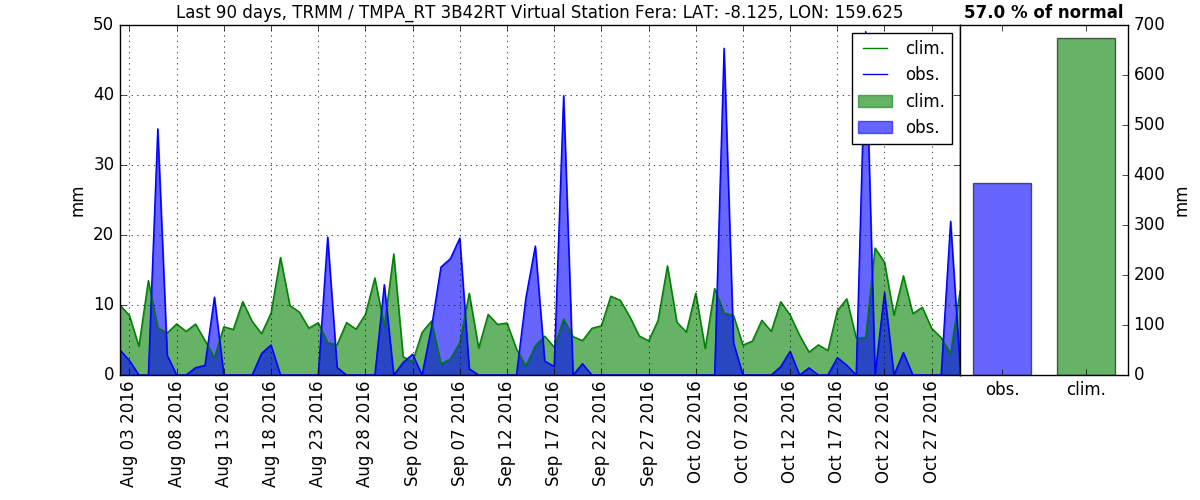 Last 90 days, TRMM / TMPA_RT 3B42RT Virtual Station Fera: LAT: -8.125, LON: 159.625
57.0 % of normal
50
40
30
20
10
0
mm
clim.
obs.
clim.
obs.
700
600
500
400
300
200
100
0
mm
Aug 03 2016
Aug 08 2016
Aug 13 2016
Aug 18 2016
Aug 23 2016
Aug 28 2016
Sep 02 2016
Sep 07 2016
Sep 12 2016
Sep 17 2016
Sep 22 2016
Sep 27 2016
Oct 02 2016
Oct 07 2016
Oct 12 2016
Oct 17 2016
Oct 22 2016
Oct 27 2016
obs.
clim.